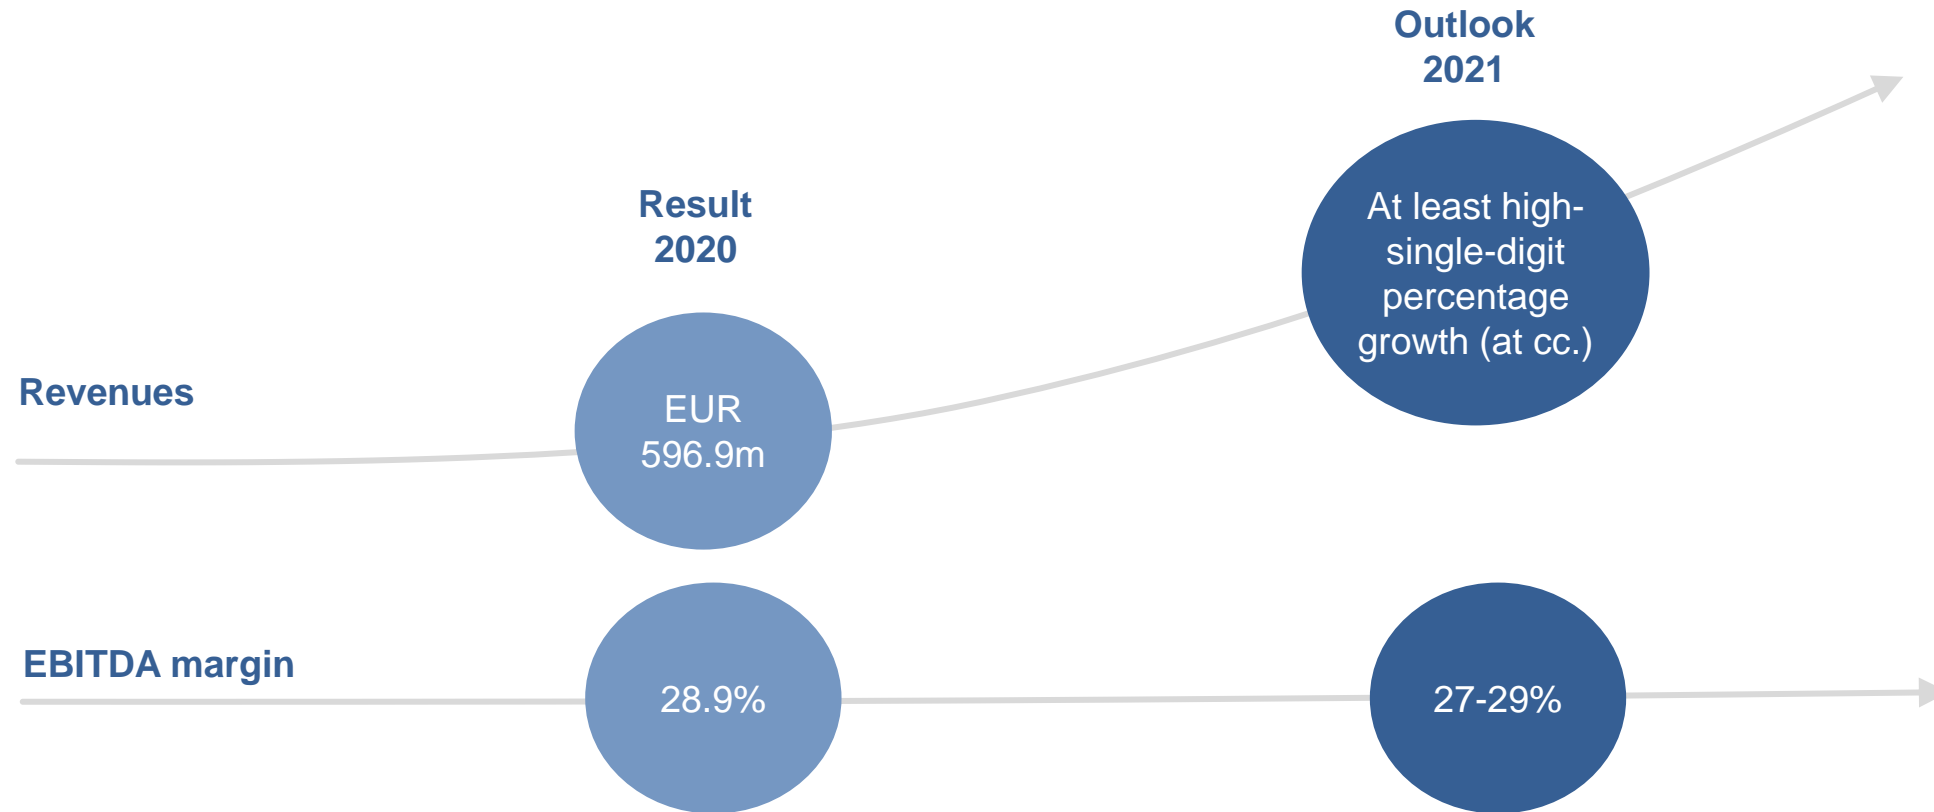 Outlook
2021
Result
2020
At least high-
single-digit
percentage
growth (at cc.)
Revenues
EUR
596.9m
EBITDA margin
28.9%
27-29%